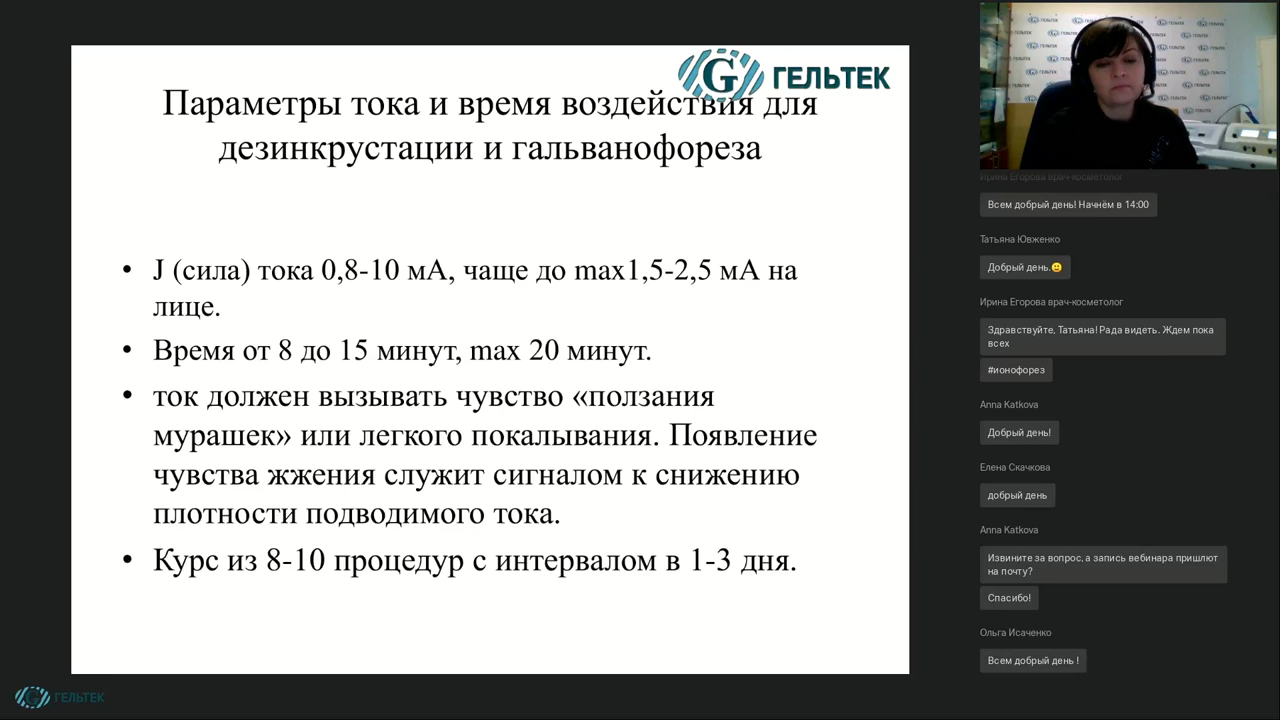 ГЕЛЬТЕК
Параметры тока и время воздействия для
дезинкрустации и гальванофореза
• J (сила) тока 0,8-10 мА, чаще до max1,5-2,5 мА на
лице.
• Время от 8 до 15 минут, max 20 минут.
• ток должен вызывать чувство «ползания
мурашек» или легкого покалывания. Появление
чувства жжения служит сигналом к снижению
плотности подводимого тока.
• Курс из 8-10 процедур с интервалом в 1-3 дня.
ГЕЛЬТЕК
Ирина Егорова врач-косметолог
Всем добрый день! Начнём в 14:00
Татьяна Ювженко
Добрый день.🙂
Ирина Егорова врач-косметолог
Здравствуйте, Татьяна! Рада видеть. Ждем пока
всех
#ионофорез
Anna Katkova
Добрый день!
Елена Скачкова
добрый день
Anna Katkova
Извините за вопрос, а запись вебинара пришлют
на почту?
Спасибо!
Ольга Исаченко
Всем добрый день !